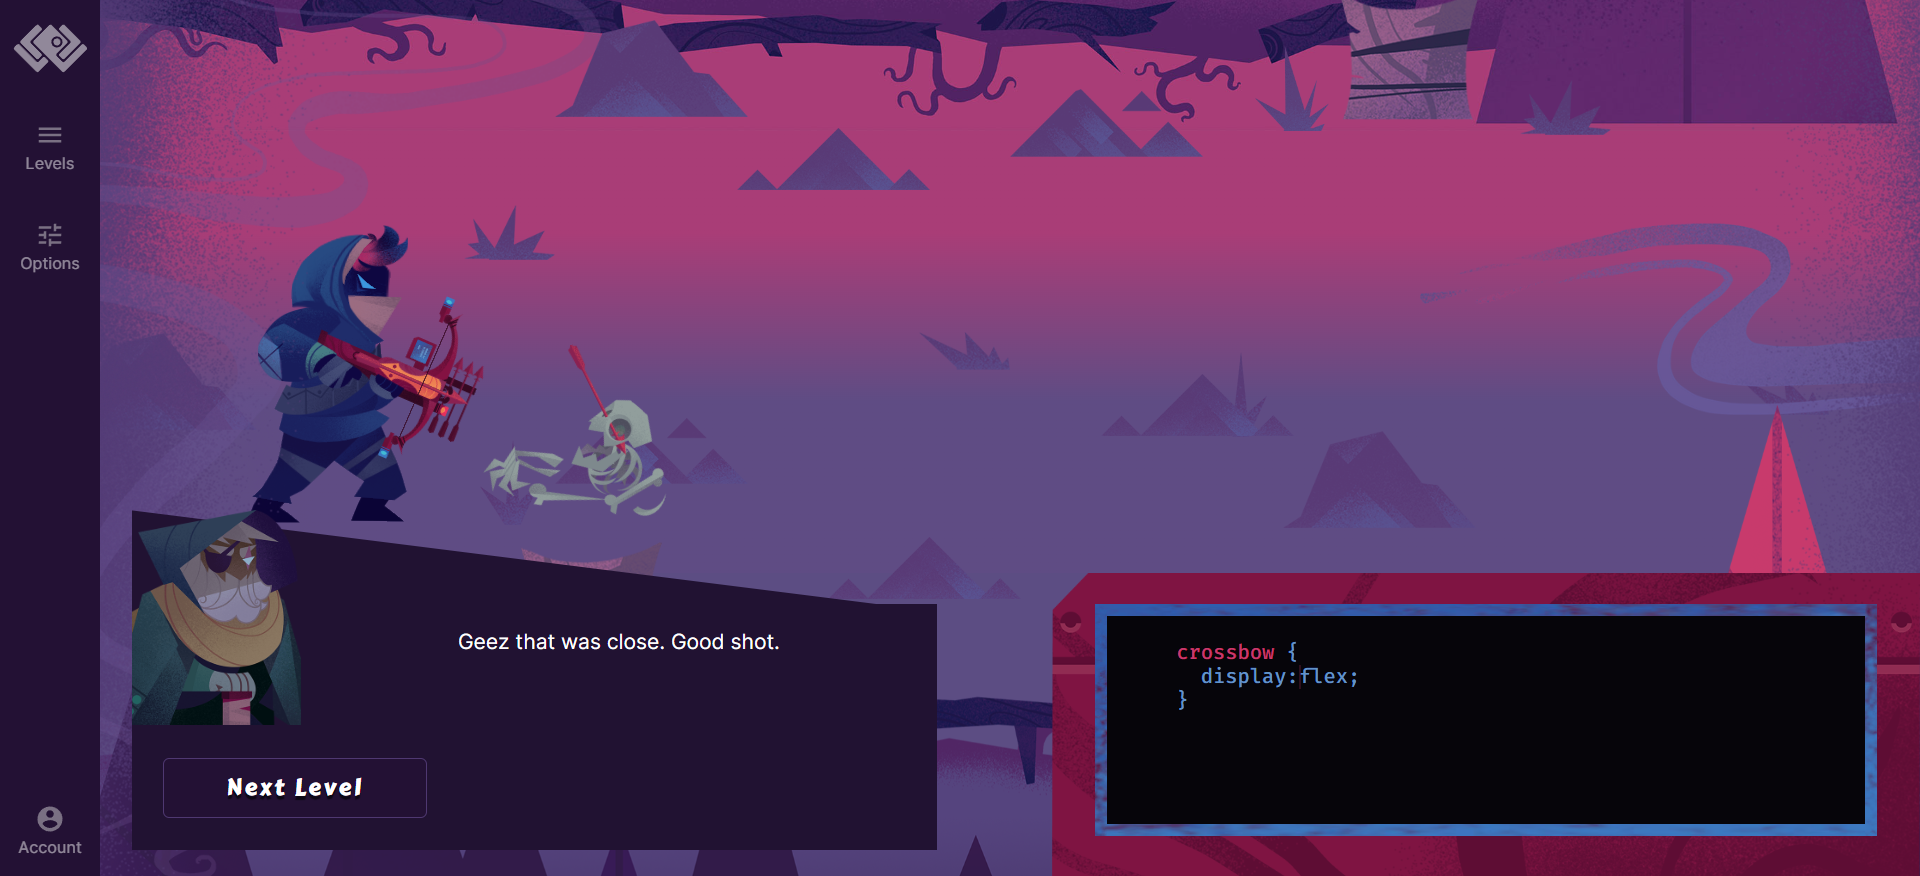 Levels
Options
Geez that was close. Good shot.
Next Level
Account
crossbow {
display:flex;
}